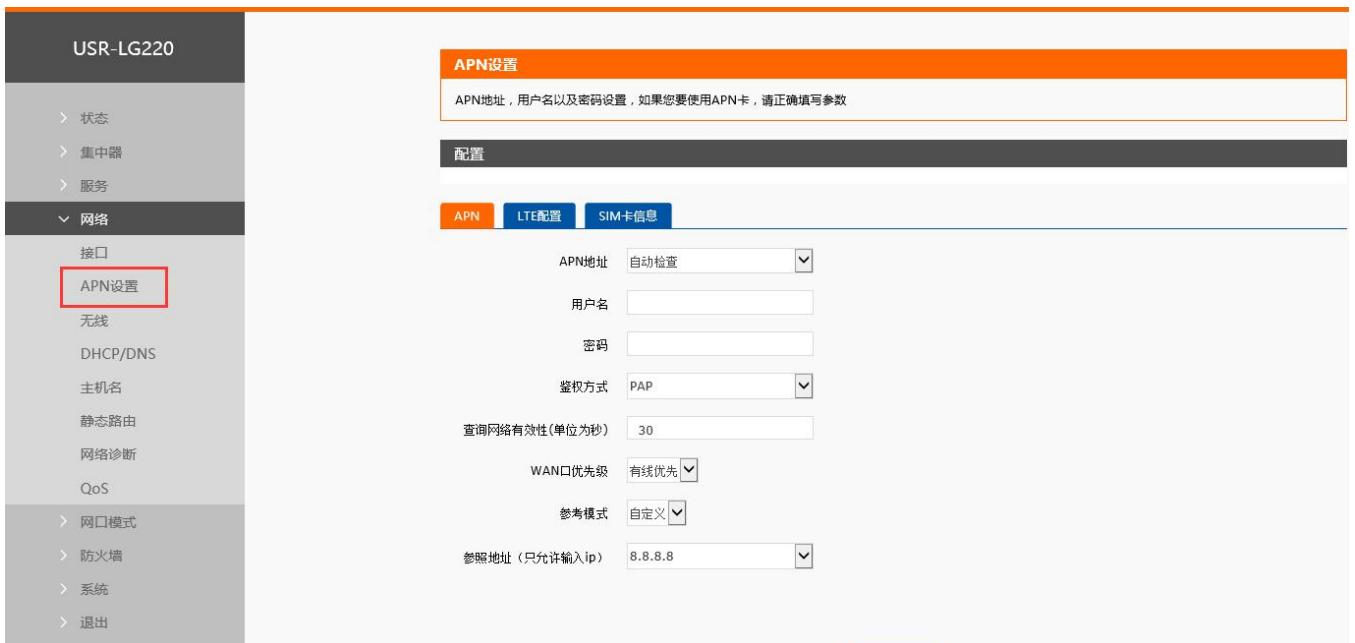 USR-LG220
状态
集中器
服务
网络
接口
APN设置
无线
DHCP/DNS
主机名
静态路由
网络诊断
QoS
网口模式
防火墙
系统
退出
APN设置
APN地址，用户名以及密码设置，如果您要使用APN卡，请正确填写参数
配置
APN LTE配置 SIM卡信息
APN地址 自动检查
用户名
密码
鉴权方式 PAP
查询网络有效性(单位为秒) 30
WAN口优先级 有线优先
参考模式 自定义
参照地址（只允许输入ip） 8.8.8.8